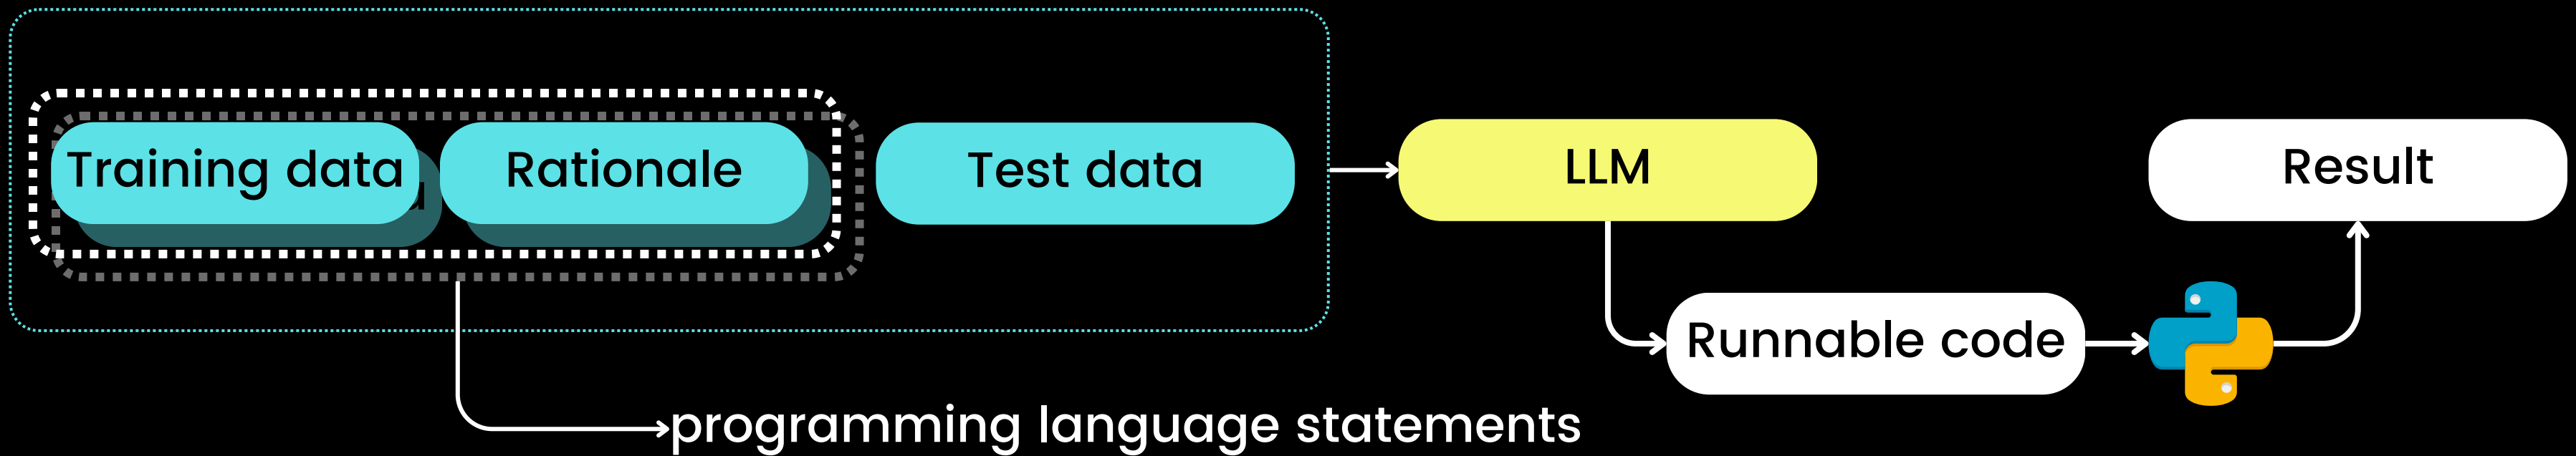 Training data
Rationale
Test data
LLM
Result
Runnable code
programming language statements